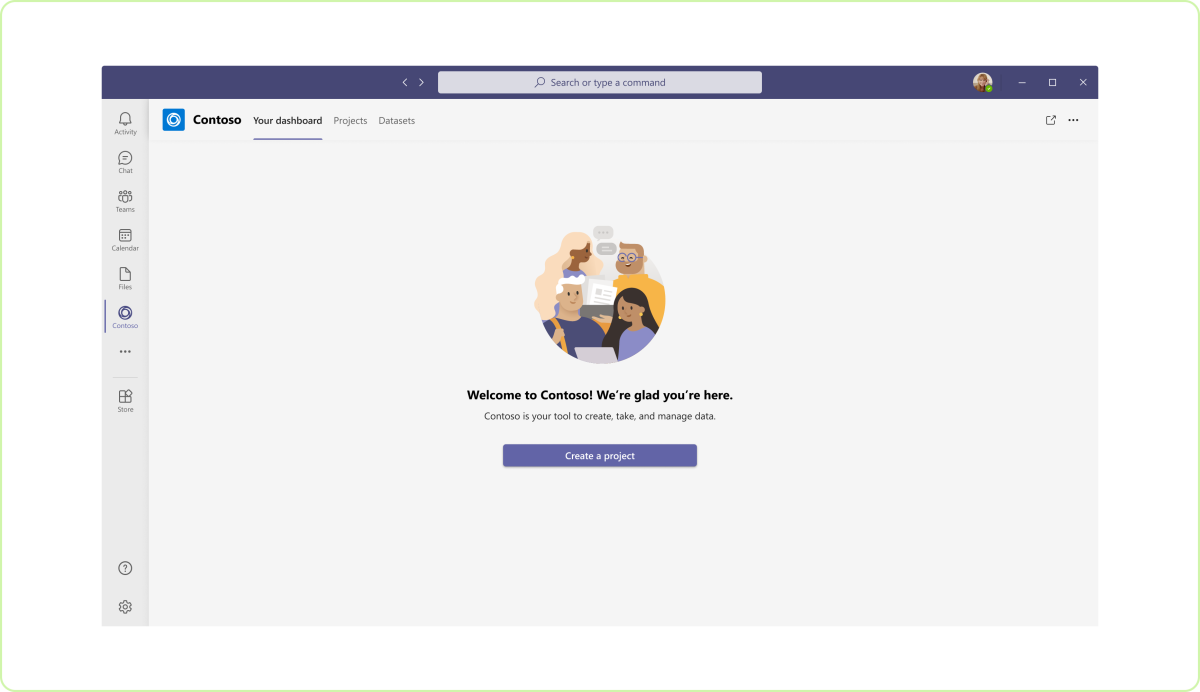 Search or type a command
Activity
Chat
Teams
Calendar
Files
Contoso
Store
Contoso Your dashboard Projects Datasets
Welcome to Contoso! We’re glad you’re here.
Contoso is your tool to create, take, and manage data.
Create a project